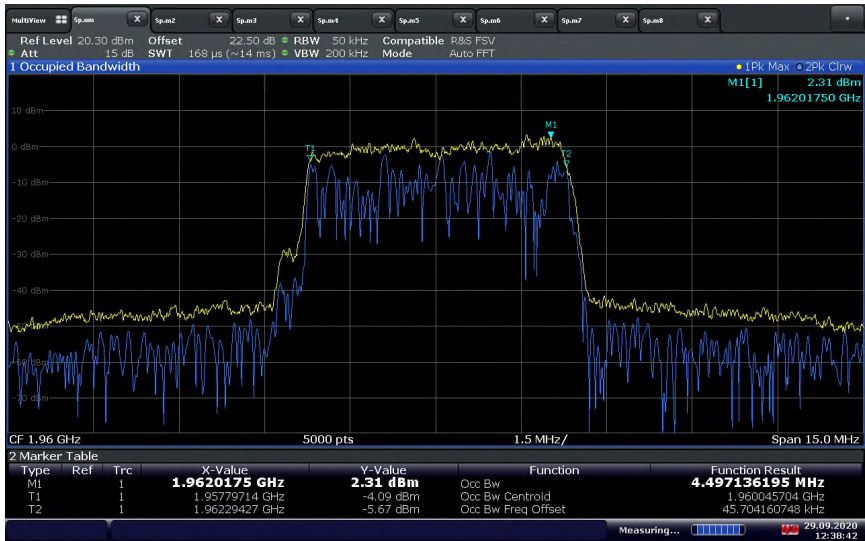 MultiView Sp.um X Sp.m2 X Sp.m3 X Sp.m4 X Sp.m5 X Sp.m6 X Sp.m7 X Sp.m8 X
Ref Level 20.30 dBm Offset 22.50 dB RBW 50 kHz Compatible R&S FSV
Att 15 dB SWT 168 µs (~14 ms) VBW 200 kHz Mode Auto FFT
1 Occupied Bandwidth 1Pk Max 2Pk Clrw
M1[1] 2.31 dBm
1.96201750 GHz
10 dBm
M1
T1
T2
0 dBm
-10 dBm
-20 dBm
-30 dBm
-40 dBm
-70 dBm
CF 1.96 GHz 5000 pts 1.5 MHz/ Span 15.0 MHz
2 Marker Table
Type Ref Trc X-Value Y-Value Function Function Result
M1 1 1.9620175 GHz 2.31 dBm Occ Bw 4.497136195 MHz
T1 1 1.95779714 GHz -4.09 dBm Occ Bw Centroid 1.960045704 GHz
T2 1 1.96229427 GHz -5.67 dBm Occ Bw Freq Offset 45.704160748 kHz
Measuring... 29.09.2020
12:38:42